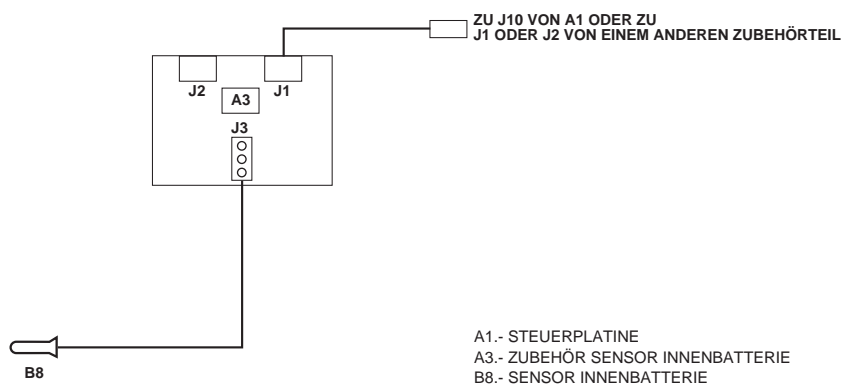 ZU J10 VON A1 ODER ZU
J1 ODER J2 VON EINEM ANDEREN ZUBEHÖRTEIL
J2
J1
A3
J3
B8
A1.- STEUERPLATINE
A3.- ZUBEHÖR SENSOR INNENBATTERIE
B8.- SENSOR INNENBATTERIE